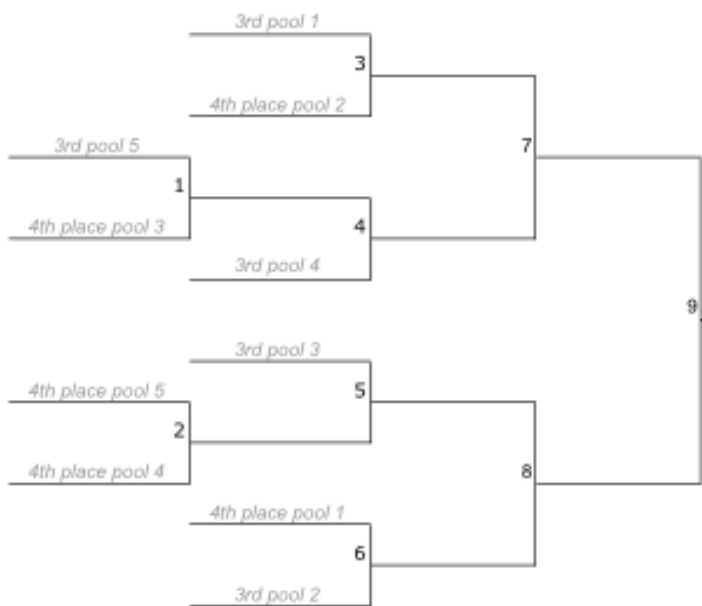 3rd pool 1
3
4th place pool 2
3rd pool 5
7
1
4th place pool 3
4
3rd pool 4
9
3rd pool 3
4th place pool 5
5
2
4th place pool 4
8
4th place pool 1
6
3rd pool 2